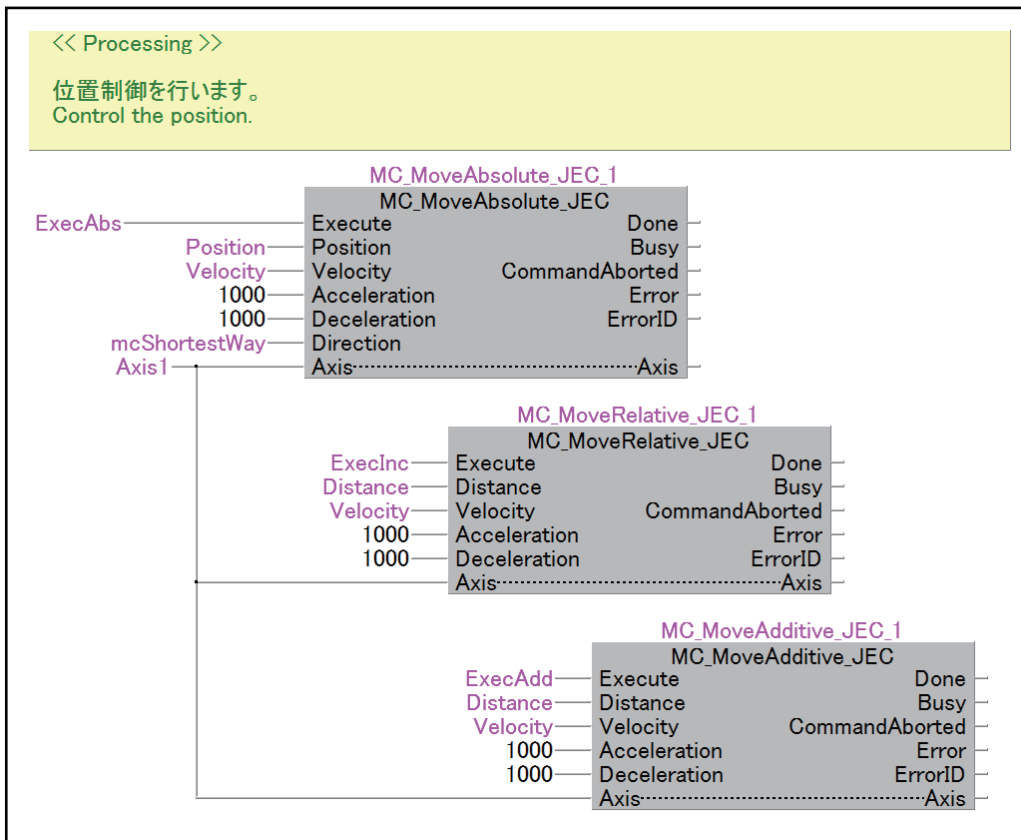 << Processing >>
位置制御を行います。
Control the position.
MC_MoveAbsolute_JEC_1
MC_MoveAbsolute_JEC
ExecAbs Execute Done
Position Position Busy
Velocity Velocity CommandAborted
1000 Acceleration Error
1000 Deceleration ErrorID
mcShortestWay Direction
Axis1 Axis Axis
MC_MoveRelative_JEC_1
MC_MoveRelative_JEC
ExecInc Execute Done
Distance Distance Busy
Velocity Velocity CommandAborted
1000 Acceleration Error
1000 Deceleration ErrorID
Axis Axis
MC_MoveAdditive_JEC_1
MC_MoveAdditive_JEC
ExecAdd Execute Done
Distance Distance Busy
Velocity Velocity CommandAborted
1000 Acceleration Error
1000 Deceleration ErrorID
Axis Axis